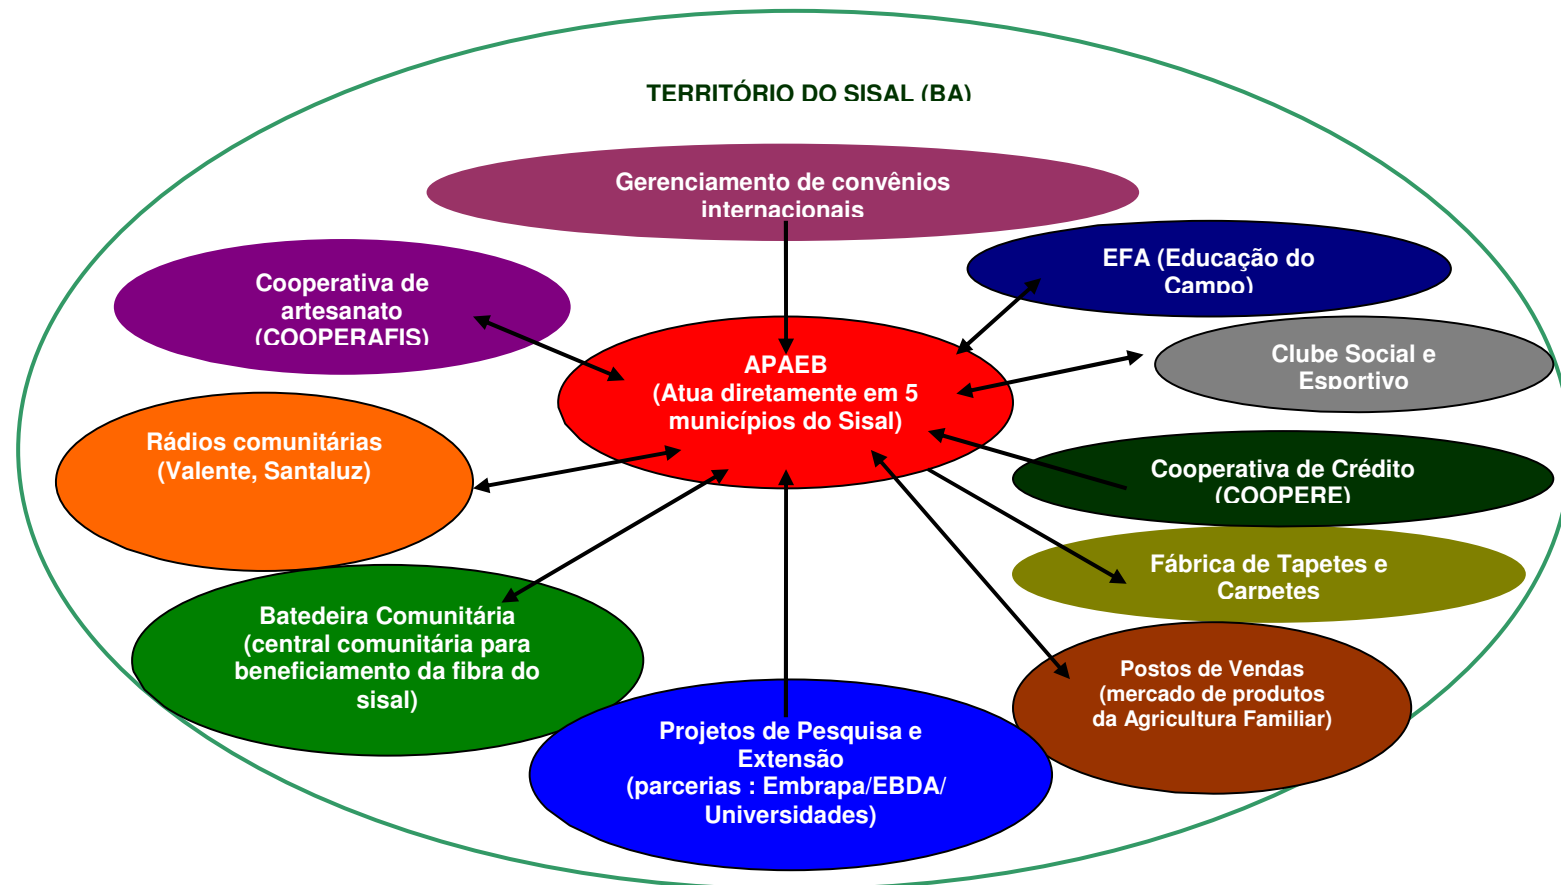 TERRITÓRIO DO SISAL (BA)
Gerenciamento de convênios
internacionais
EFA (Educação do
Campo)
Cooperativa de
artesanato
(COOPERAFIS)
Clube Social e
Esportivo
APAEB
(Atua diretamente em 5
municípios do Sisal)
Rádios comunitárias
(Valente, Santaluz)
Cooperativa de Crédito
(COOPERE)
Fábrica de Tapetes e
Carpetes
Batedeira Comunitária
(central comunitária para
beneficiamento da fibra do
sisal)
Postos de Vendas
(mercado de produtos
da Agricultura Familiar)
Projetos de Pesquisa e
Extensão
(parcerias : Embrapa/EBDA/
Universidades)